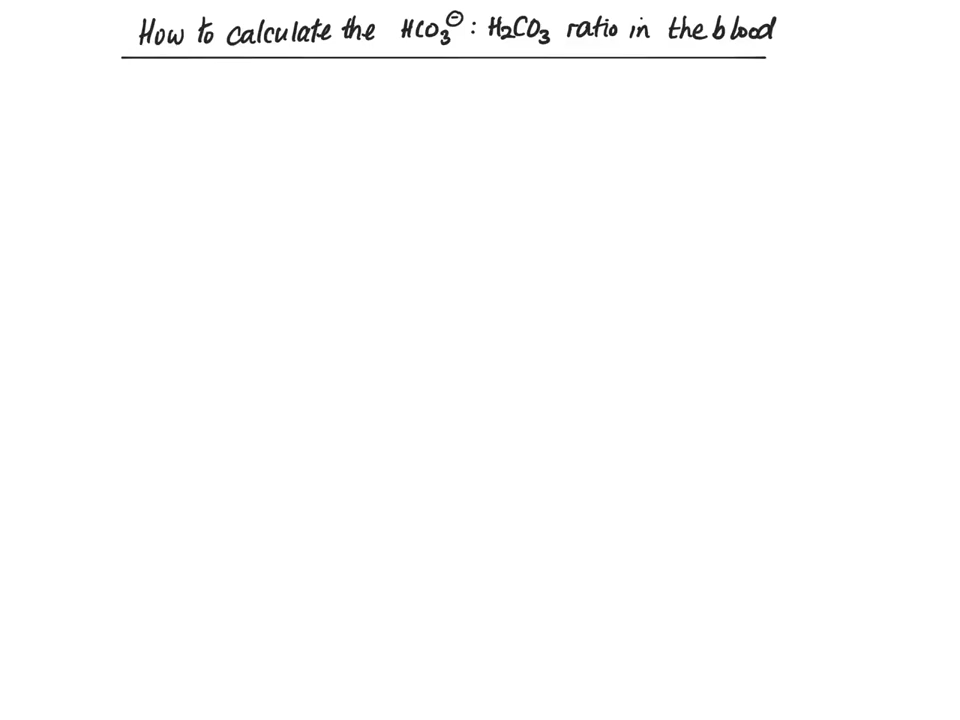 How to calculate the HCO₃⊖ : H₂CO₃ ratio in the blood